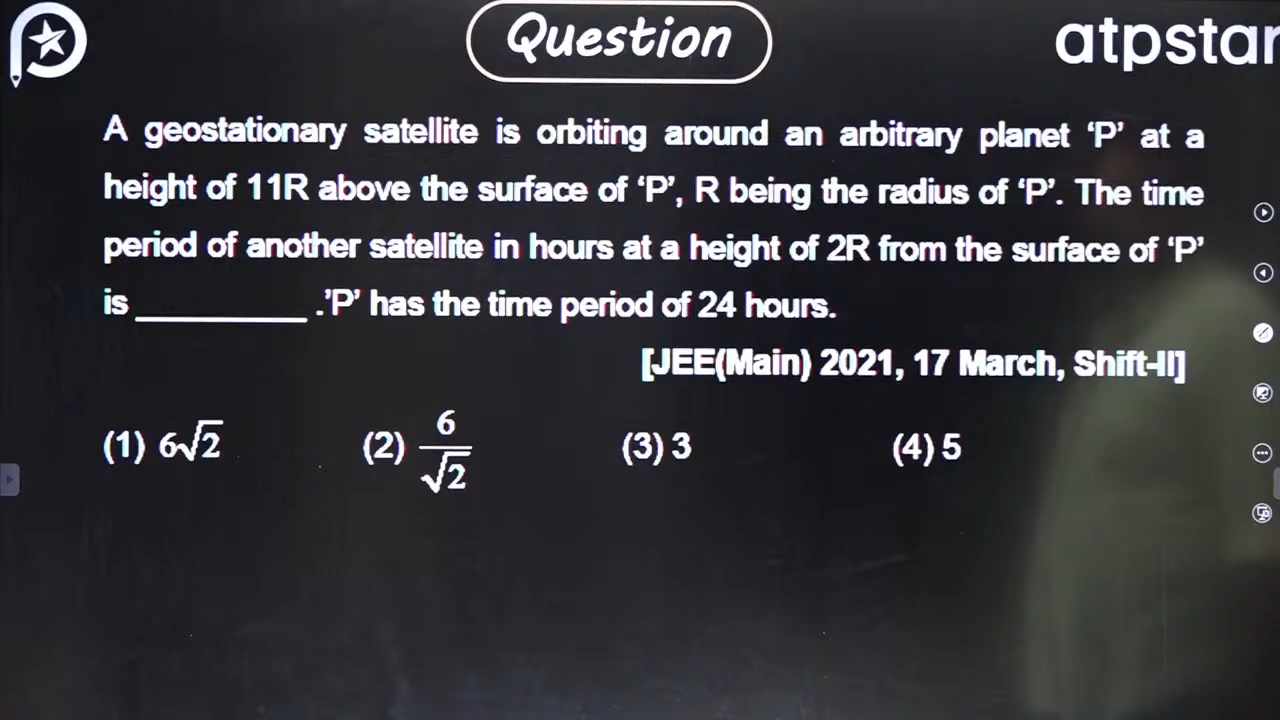 Question
atpstar
A geostationary satellite is orbiting around an arbitrary planet ‘P’ at a
height of 11R above the surface of ‘P’, R being the radius of ‘P’. The time
period of another satellite in hours at a height of 2R from the surface of ‘P’
is __________ .’P’ has the time period of 24 hours.
[JEE(Main) 2021, 17 March, Shift-II]
(1) 6√2 (2) 6/√2 (3) 3 (4) 5